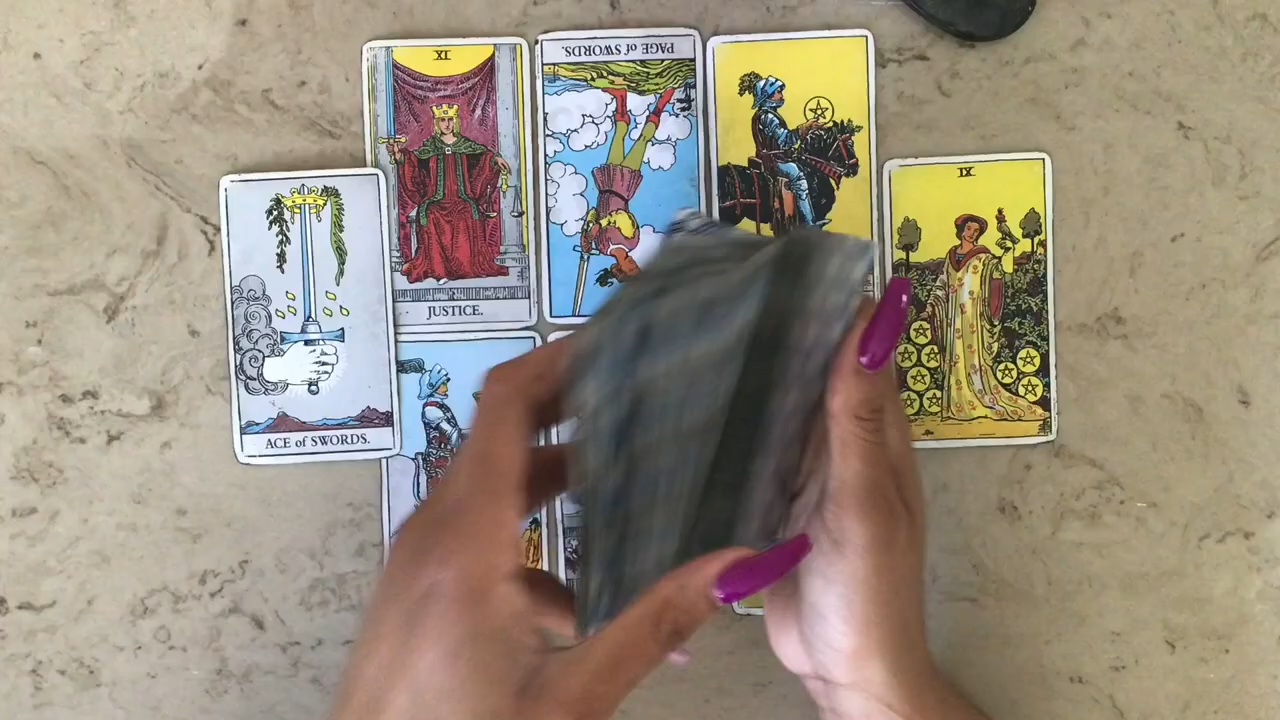 XI
JUSTICE.
PAGE of SWORDS.
IX
ACE of SWORDS.